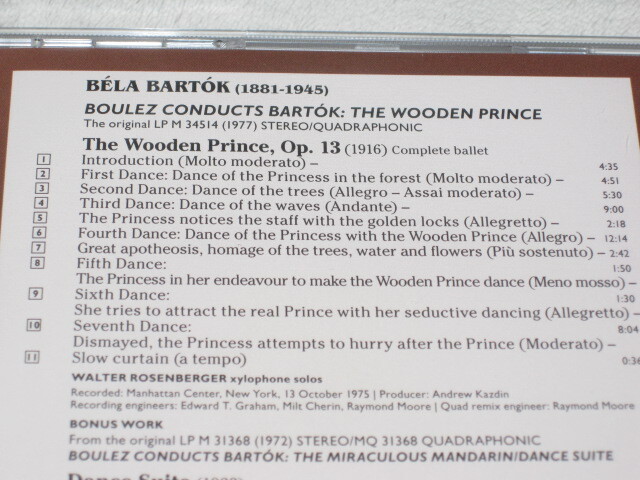 BÉLA BARTÓK (1881-1945)
BOULEZ CONDUCTS BARTÓK: THE WOODEN PRINCE
The original LP M 34514 (1977) STEREO/QUADRAPHONIC
The Wooden Prince, Op. 13 (1916) Complete ballet
1 Introduction (Molto moderato) – 4:35
2 First Dance: Dance of the Princess in the forest (Molto moderato) – 4:51
3 Second Dance: Dance of the trees (Allegro – Assai moderato) – 5:30
4 Third Dance: Dance of the waves (Andante) – 9:00
5 The Princess notices the staff with the golden locks (Allegretto) – 2:18
6 Fourth Dance: Dance of the Princess with the Wooden Prince (Allegro) – 12:14
7 Great apotheosis, homage of the trees, water and flowers (Più sostenuto) – 2:42
8 Fifth Dance: 1:50
The Princess in her endeavour to make the Wooden Prince dance (Meno mosso) –
9 Sixth Dance: 1:30
She tries to attract the real Prince with her seductive dancing (Allegretto) –
10 Seventh Dance: 8:04
Dismayed, the Princess attempts to hurry after the Prince (Moderato) –
11 Slow curtain (a tempo) 0:36
WALTER ROSENBERGER xylophone solos
Recorded: Manhattan Center, New York, 13 October 1975 | Producer: Andrew Kazdin
Recording engineers: Edward T. Graham, Milt Cherin, Raymond Moore | Quad remix engineer: Raymond Moore
BONUS WORK
From the original LP M 31368 (1972) STEREO/MQ 31368 QUADRAPHONIC
BOULEZ CONDUCTS BARTÓK: THE MIRACULOUS MANDARIN/DANCE SUITE
Dance Suite